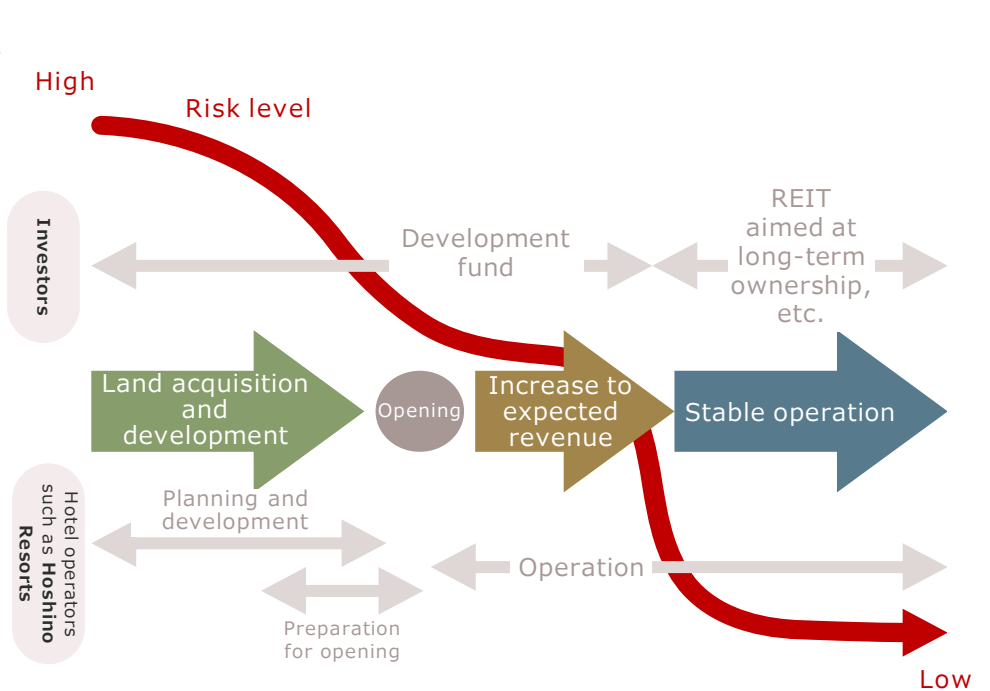 High
Risk level
Investors
Development
fund
REIT
aimed at
long-term
ownership,
etc.
Land acquisition
and
development
Opening
Increase to
expected
revenue
Stable operation
Hotel operators
such as Hoshino
Resorts
Planning and
development
Operation
Preparation
for opening
Low